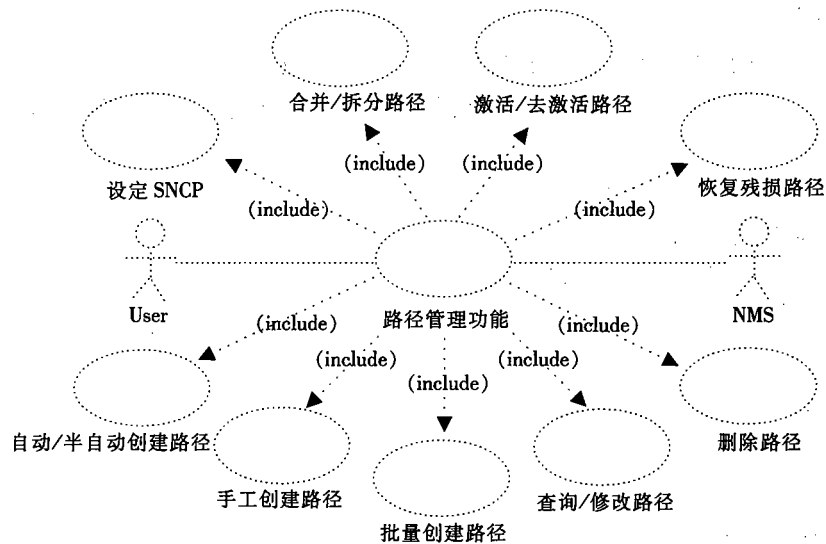 合并/拆分路径
激活/去激活路径
(include)
(include)
设定 SNCP
恢复残损路径
(include)
(include)
User
路径管理功能
NMS
(include)
(include)
(include)
(include)
(include)
自动/半自动创建路径
删除路径
手工创建路径
查询/修改路径
批量创建路径